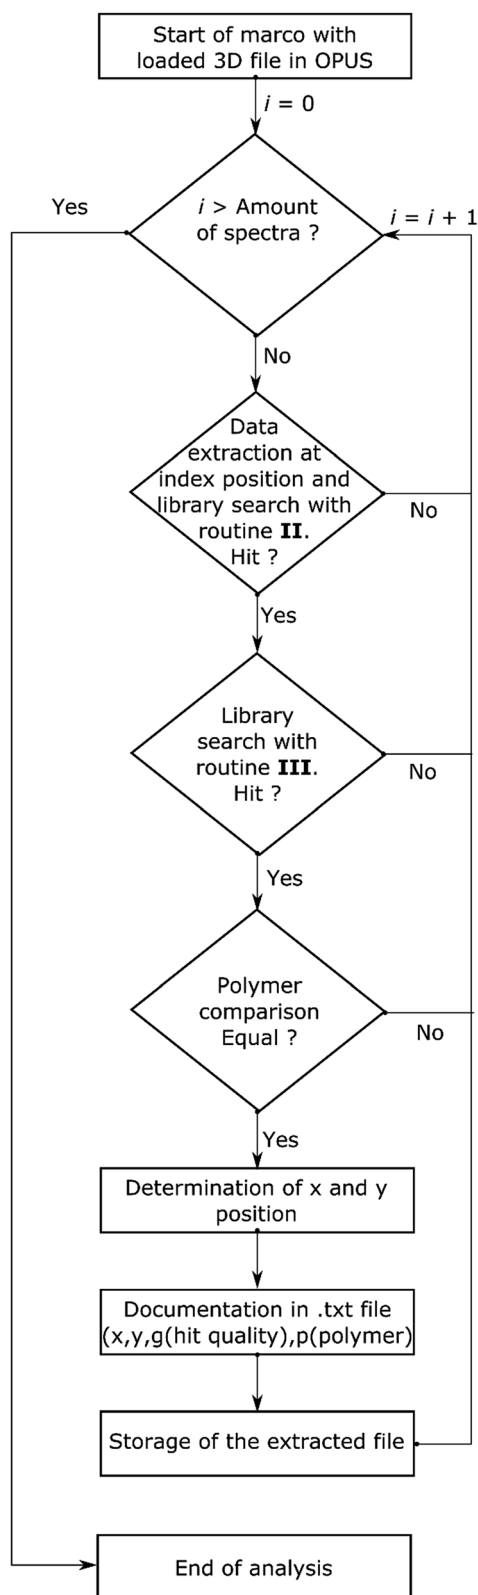 Start of marco with
loaded 3D file in OPUS
i = 0
Yes
i > Amount
of spectra ?
i = i + 1
No
Data
extraction at
index position and
library search with
routine II.
Hit ?
No
Yes
Library
search with
routine III.
Hit ?
No
Yes
Polymer
comparison
Equal ?
No
Yes
Determination of x and y
position
Documentation in .txt file
(x,y,g(hit quality),p(polymer)
Storage of the extracted file
End of analysis